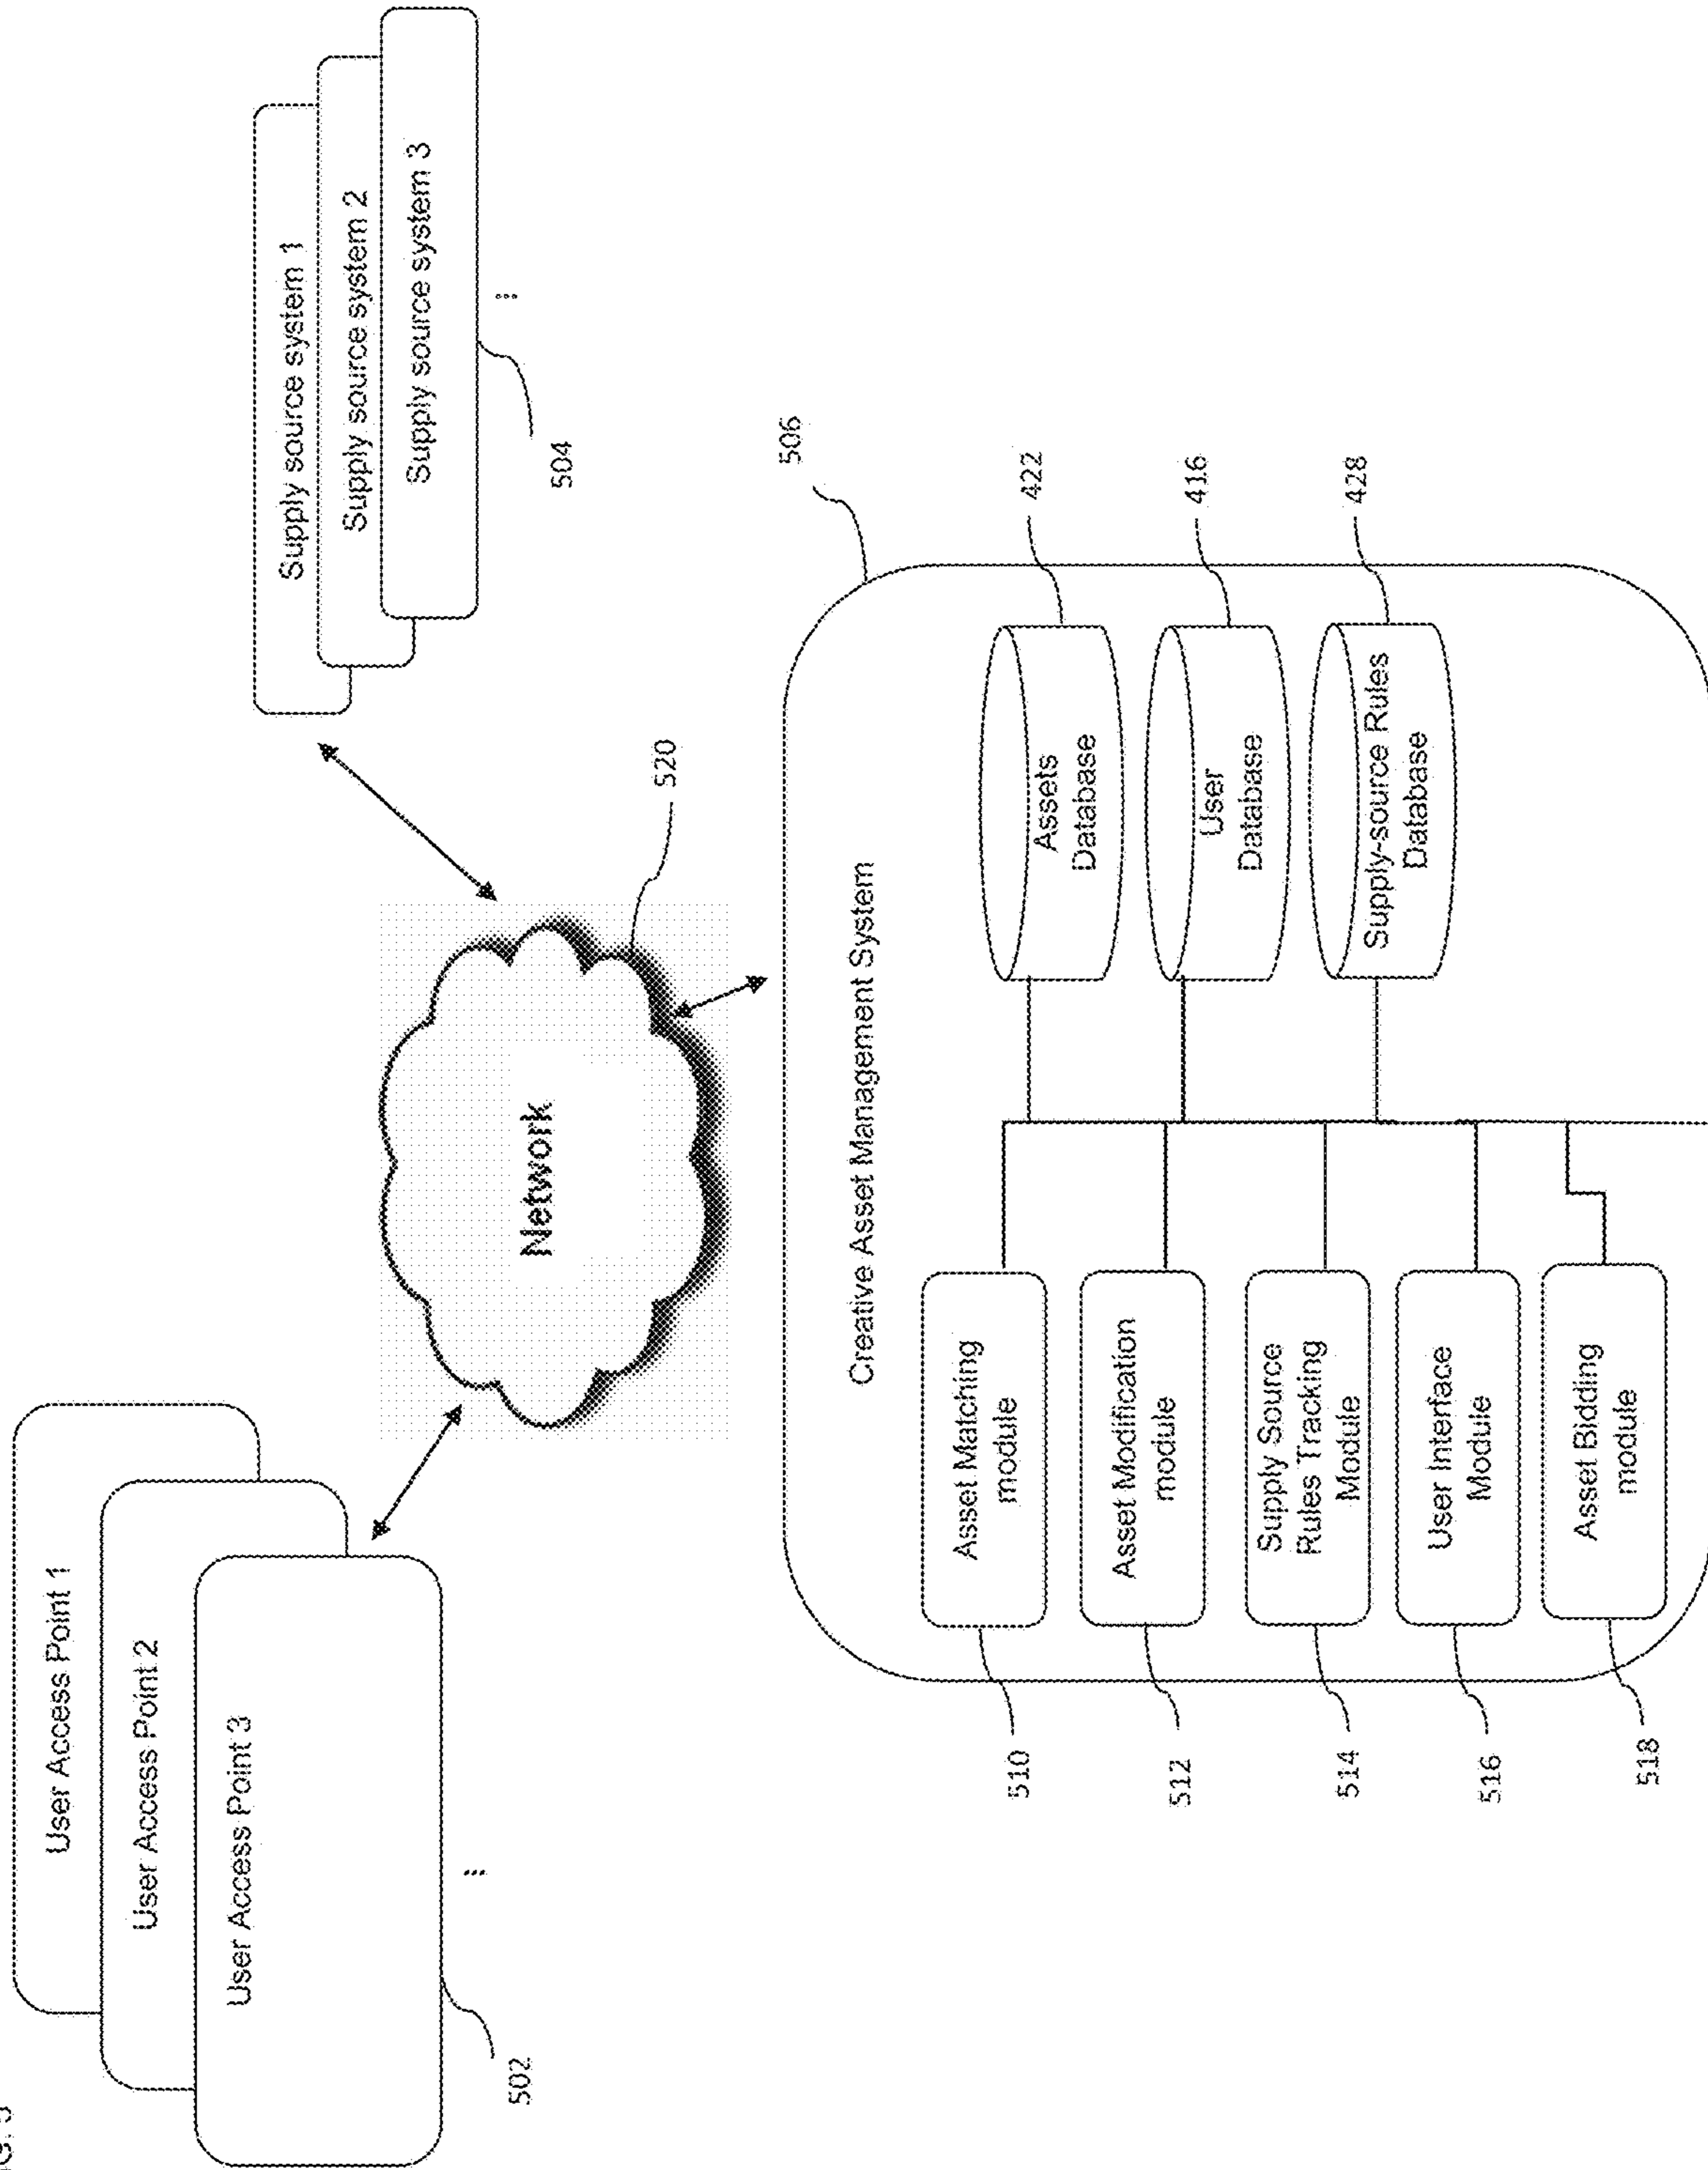 User Access Point 1
User Access Point 2
User Access Point 3
⋮
502
Supply source system 1
Supply source system 2
Supply source system 3
⋮
504
Network
520
506
Creative Asset Management System
Asset Matching
module
510
Asset Modification
module
512
Supply Source
Rules Tracking
Module
514
User Interface
Module
516
Asset Bidding
module
518
Assets
Database
422
User
Database
416
Supply-source Rules
Database
428